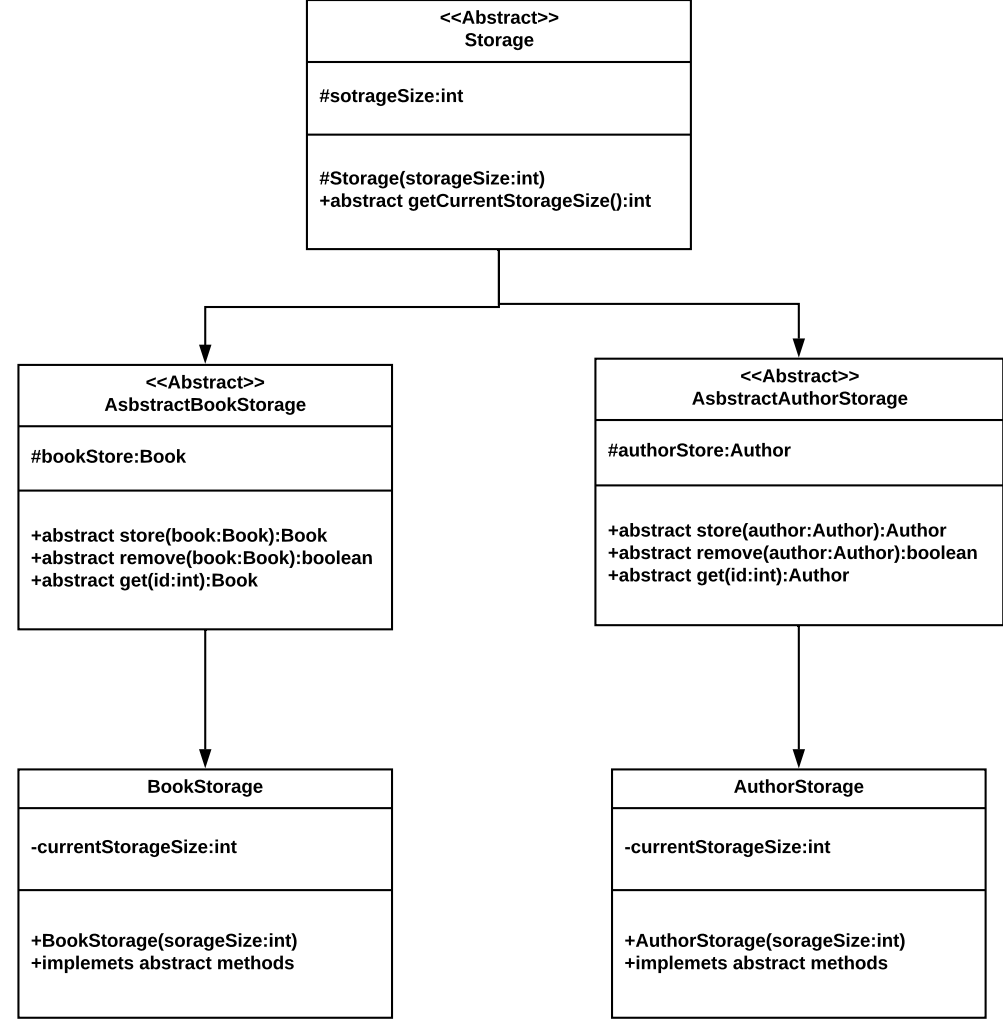 <<Abstract>>
Storage
#sotrageSize:int
#Storage(storageSize:int)
+abstract getCurrentStorageSize():int
<<Abstract>>
AsbstractBookStorage
#bookStore:Book
+abstract store(book:Book):Book
+abstract remove(book:Book):boolean
+abstract get(id:int):Book
<<Abstract>>
AsbstractAuthorStorage
#authorStore:Author
+abstract store(author:Author):Author
+abstract remove(author:Author):boolean
+abstract get(id:int):Author
BookStorage
-currentStorageSize:int
+BookStorage(sorageSize:int)
+implemets abstract methods
AuthorStorage
-currentStorageSize:int
+AuthorStorage(sorageSize:int)
+implemets abstract methods